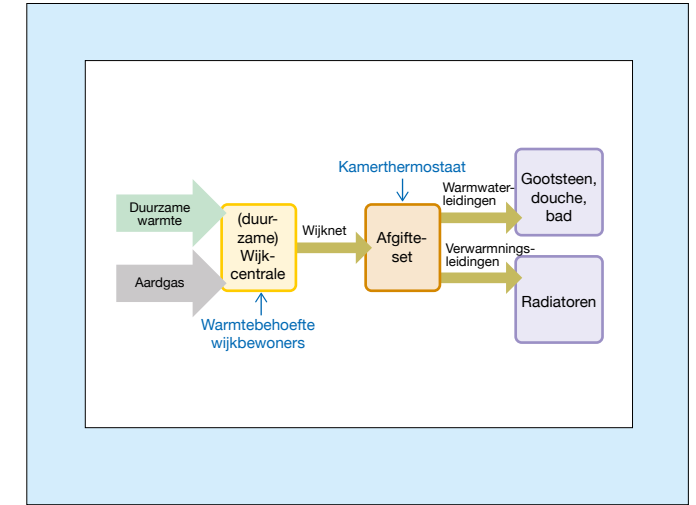 Duurzame
warmte
Aardgas
(duur-
zame)
Wijk-
centrale
Warmtebehoefte
wijkbewoners
Wijknet
Kamerthermostaat
Afgifte-
set
Warmwater-
leidingen
Verwarmnings-
leidingen
Gootsteen,
douche,
bad
Radiatoren